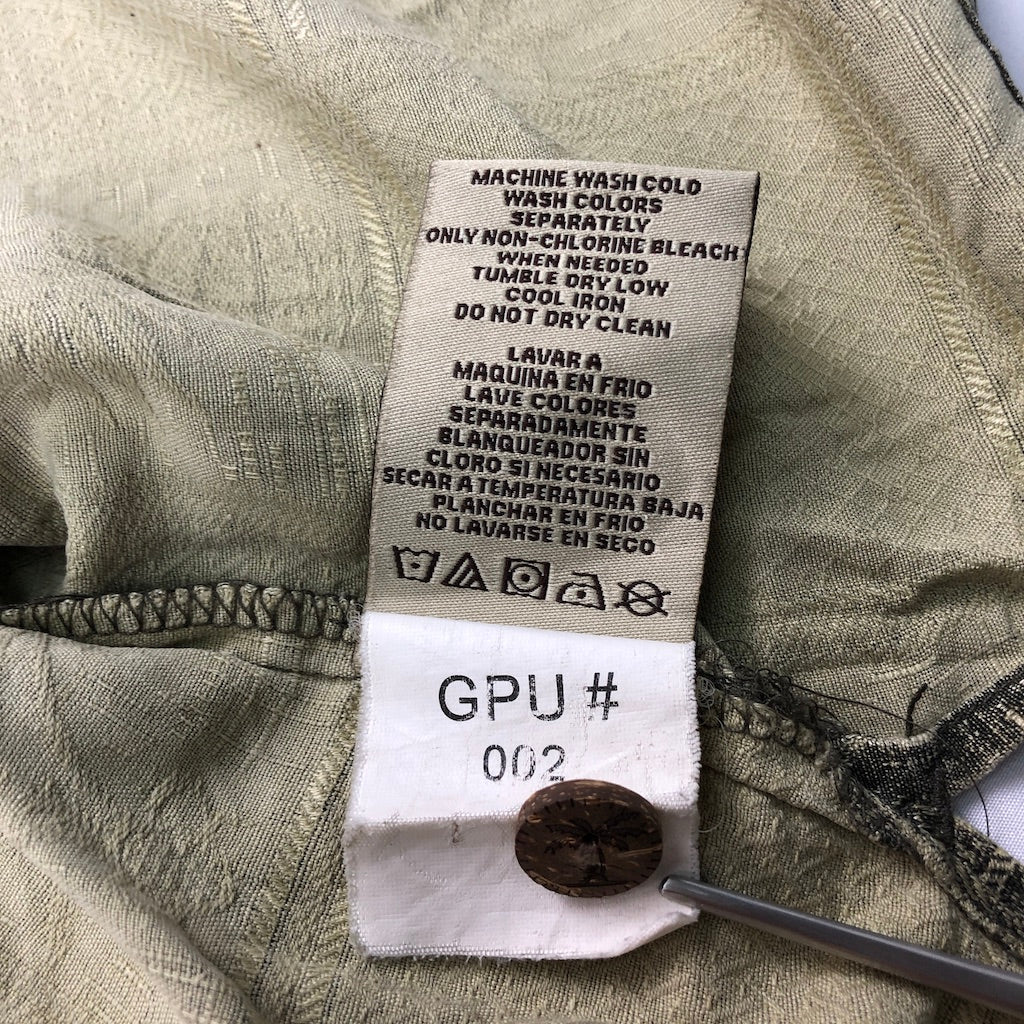 MACHINE WASH COLD
WASH COLORS
SEPARATELY
ONLY NON-CHLORINE BLEACH
WHEN NEEDED
TUMBLE DRY LOW
COOL IRON
DO NOT DRY CLEAN
LAVAR A
MAQUINA EN FRIO
LAVE COLORES
SEPARADAMENTE
BLANQUEADOR SIN
CLORO SI NECESARIO
SECAR A TEMPERATURA BAJA
PLANCHAR EN FRIO
NO LAVARSE EN SECO
GPU #
002